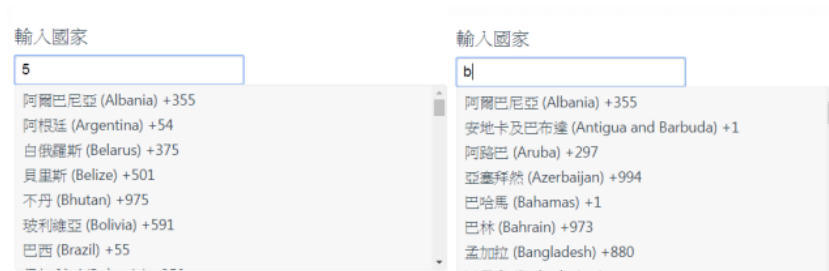 輸入國家
5
阿爾巴尼亞 (Albania) +355
阿根廷 (Argentina) +54
白俄羅斯 (Belarus) +375
貝里斯 (Belize) +501
不丹 (Bhutan) +975
玻利維亞 (Bolivia) +591
巴西 (Brazil) +55
輸入國家
b
阿爾巴尼亞 (Albania) +355
安地卡及巴布達 (Antigua and Barbuda) +1
阿路巴 (Aruba) +297
亞塞拜然 (Azerbaijan) +994
巴哈馬 (Bahamas) +1
巴林 (Bahrain) +973
孟加拉 (Bangladesh) +880